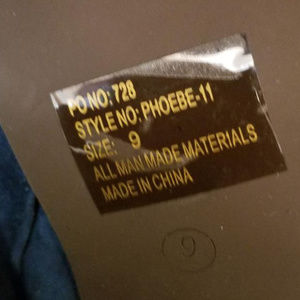 PO NO: 728
STYLE NO: PHOEBE-11
SIZE: 9
ALL MAN MADE MATERIALS
MADE IN CHINA
9